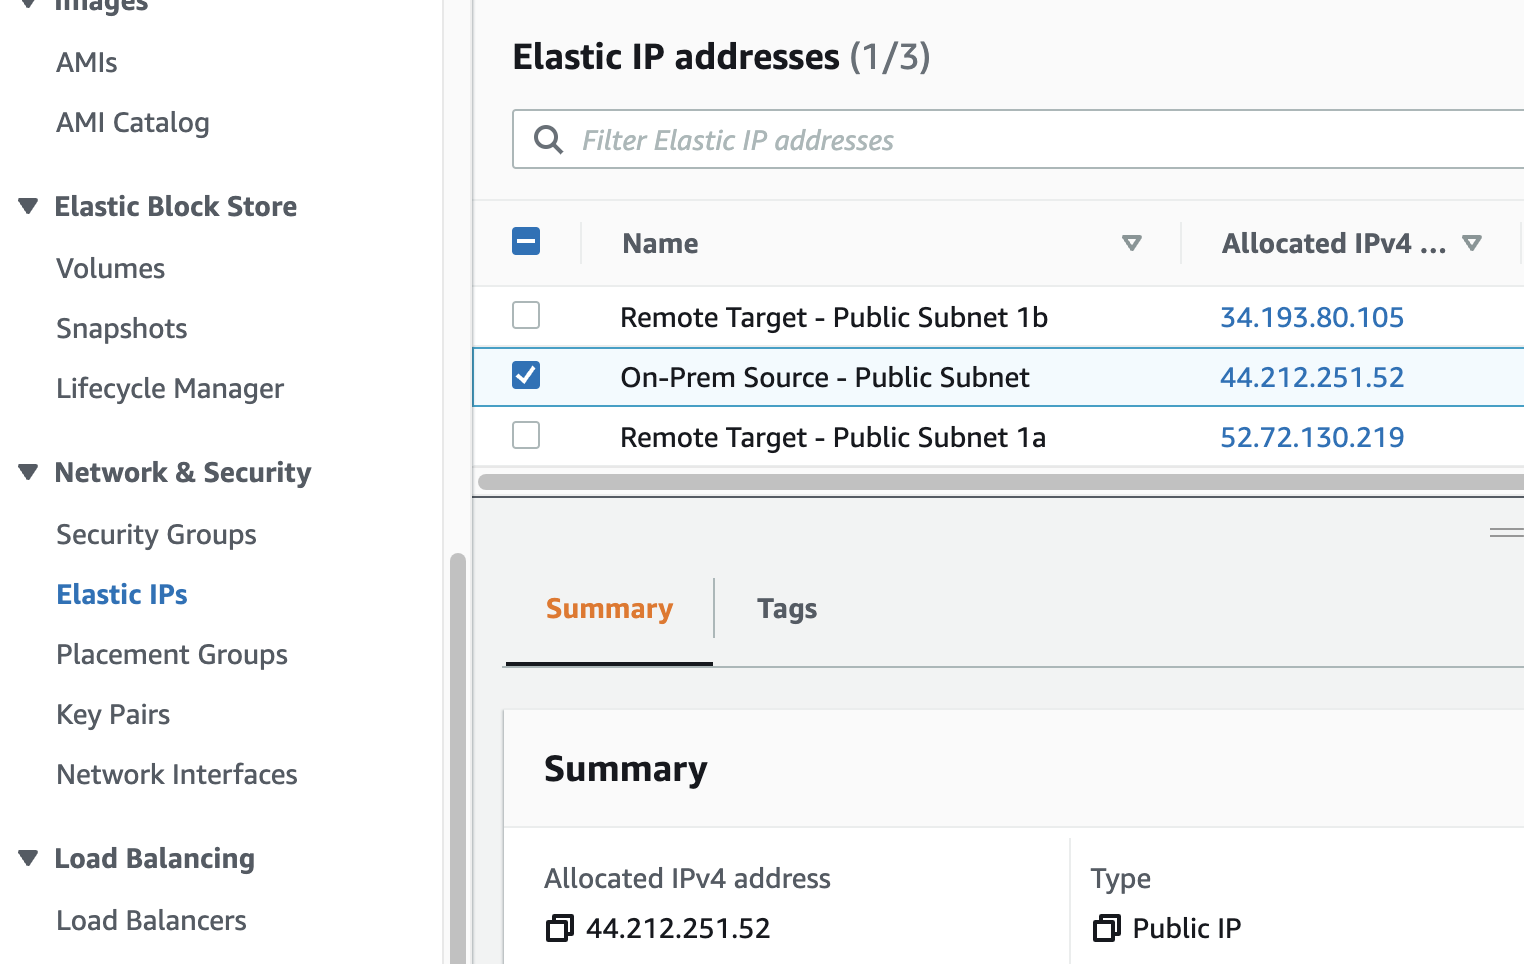 Images
AMIs
AMI Catalog
Elastic Block Store
Volumes
Snapshots
Lifecycle Manager
Network & Security
Security Groups
Elastic IPs
Placement Groups
Key Pairs
Network Interfaces
Load Balancing
Load Balancers
Elastic IP addresses (1/3)
Filter Elastic IP addresses
Name Allocated IPv4 ...
Remote Target - Public Subnet 1b 34.193.80.105
On-Prem Source - Public Subnet 44.212.251.52
Remote Target - Public Subnet 1a 52.72.130.219
Summary Tags
Summary
Allocated IPv4 address Type
44.212.251.52 Public IP